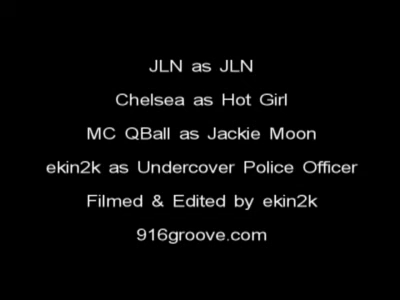 JLN as JLN
Chelsea as Hot Girl
MC QBall as Jackie Moon
ekin2k as Undercover Police Officer
Filmed & Edited by ekin2k
916groove.com